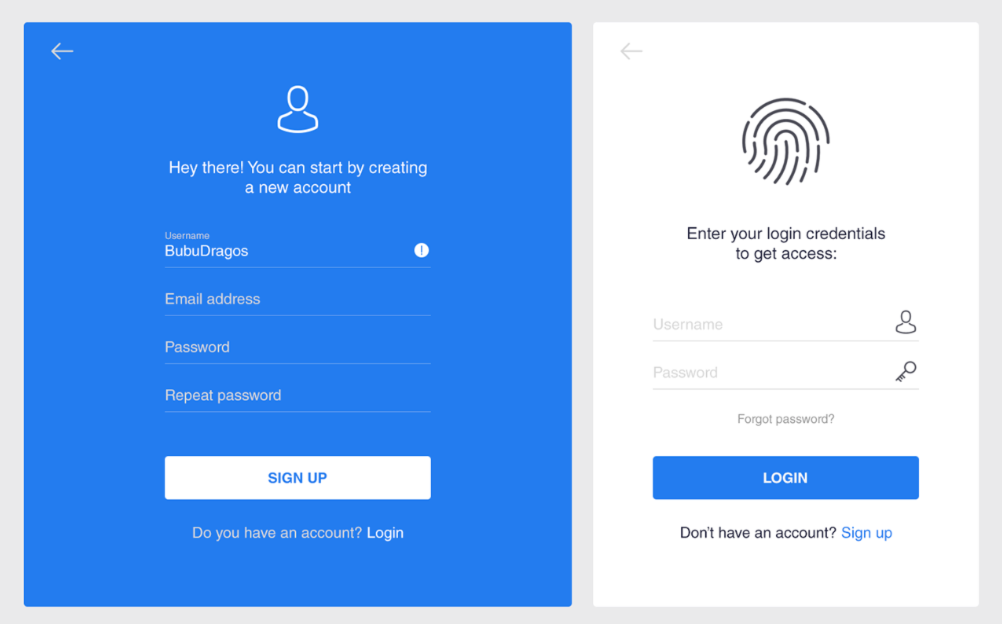 Hey there! You can start by creating
a new account
Username
BubuDragos
!
Email address
Password
Repeat password
SIGN UP
Do you have an account? Login
Enter your login credentials
to get access:
Username
Password
Forgot password?
LOGIN
Don't have an account? Sign up